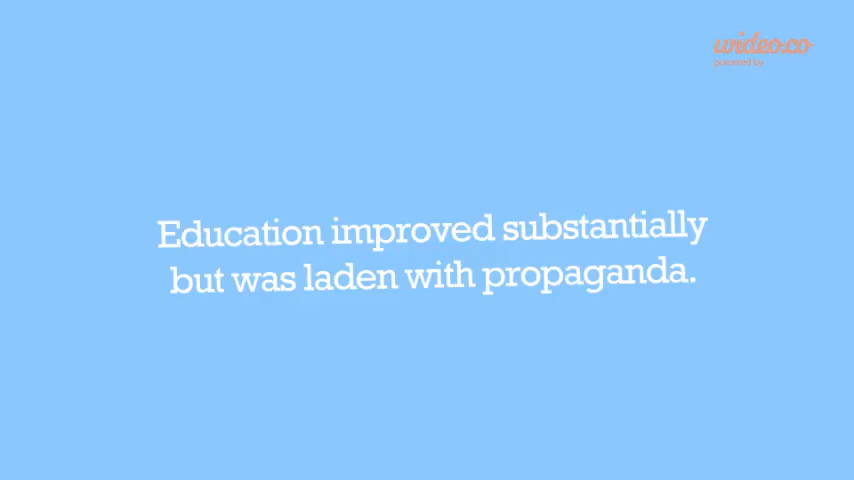 wideo.co
powered by
Education improved substantially
but was laden with propaganda.